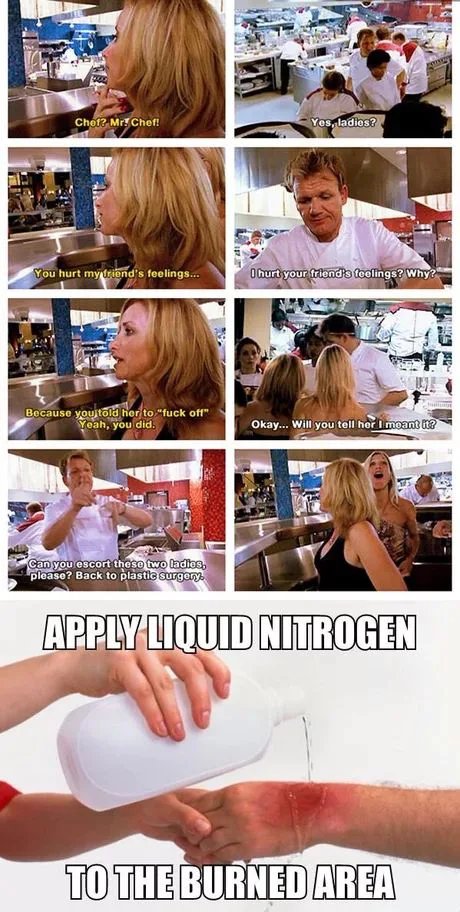 Chef? Mr. Chef!
Yes, ladies?
You hurt my friend's feelings...
I hurt your friend's feelings? Why?
Because you told her to "fuck off"
Yeah, you did.
Okay... Will you tell her I meant it?
Can you escort these two ladies,
please? Back to plastic surgery.
APPLY LIQUID NITROGEN
TO THE BURNED AREA